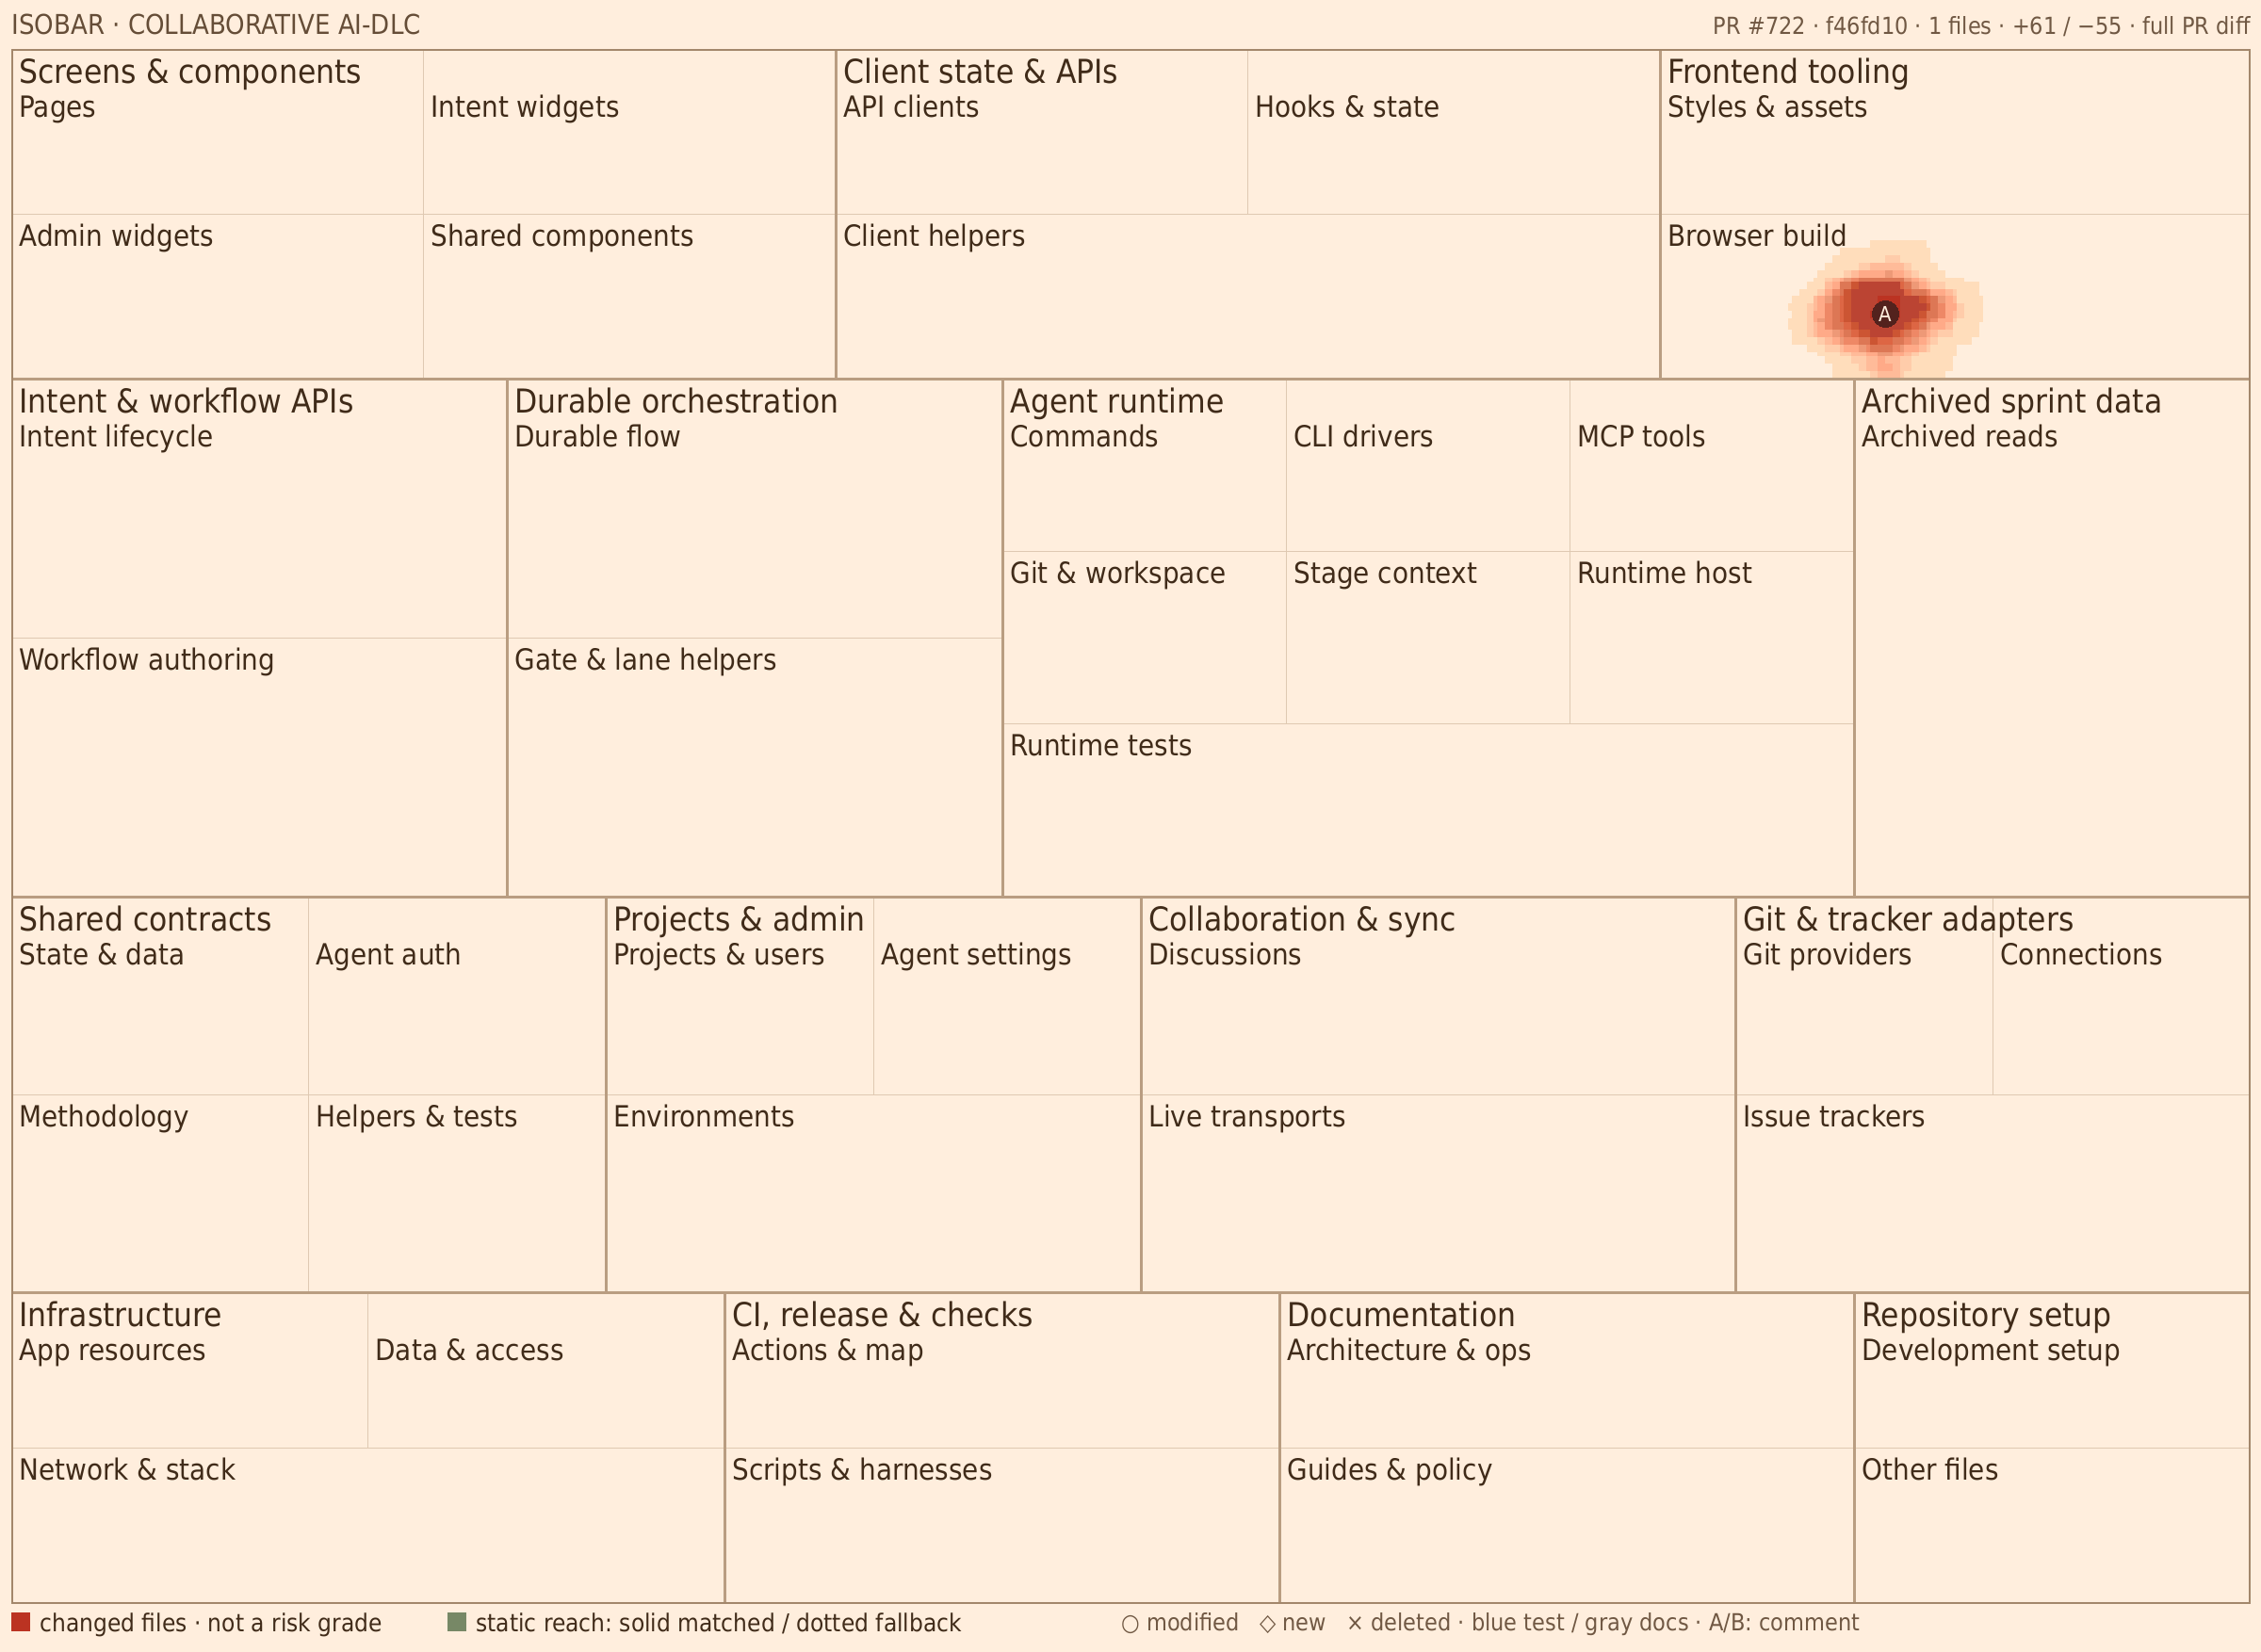 ISOBAR · COLLABORATIVE AI-DLC
PR #722 · f46fd10 · 1 files · +61 / −55 · full PR diff
Screens & components
Pages
Intent widgets
Admin widgets
Shared components
Client state & APIs
API clients
Hooks & state
Client helpers
Frontend tooling
Styles & assets
Browser build
A
Intent & workflow APIs
Intent lifecycle
Workflow authoring
Durable orchestration
Durable flow
Gate & lane helpers
Agent runtime
Commands
CLI drivers
MCP tools
Git & workspace
Stage context
Runtime host
Runtime tests
Archived sprint data
Archived reads
Shared contracts
State & data
Agent auth
Methodology
Helpers & tests
Projects & admin
Projects & users
Agent settings
Environments
Collaboration & sync
Discussions
Live transports
Git & tracker adapters
Git providers
Connections
Issue trackers
Infrastructure
App resources
Data & access
Network & stack
CI, release & checks
Actions & map
Scripts & harnesses
Documentation
Architecture & ops
Guides & policy
Repository setup
Development setup
Other files
changed files · not a risk grade
static reach: solid matched / dotted fallback
○ modified ◇ new × deleted · blue test / gray docs · A/B: comment